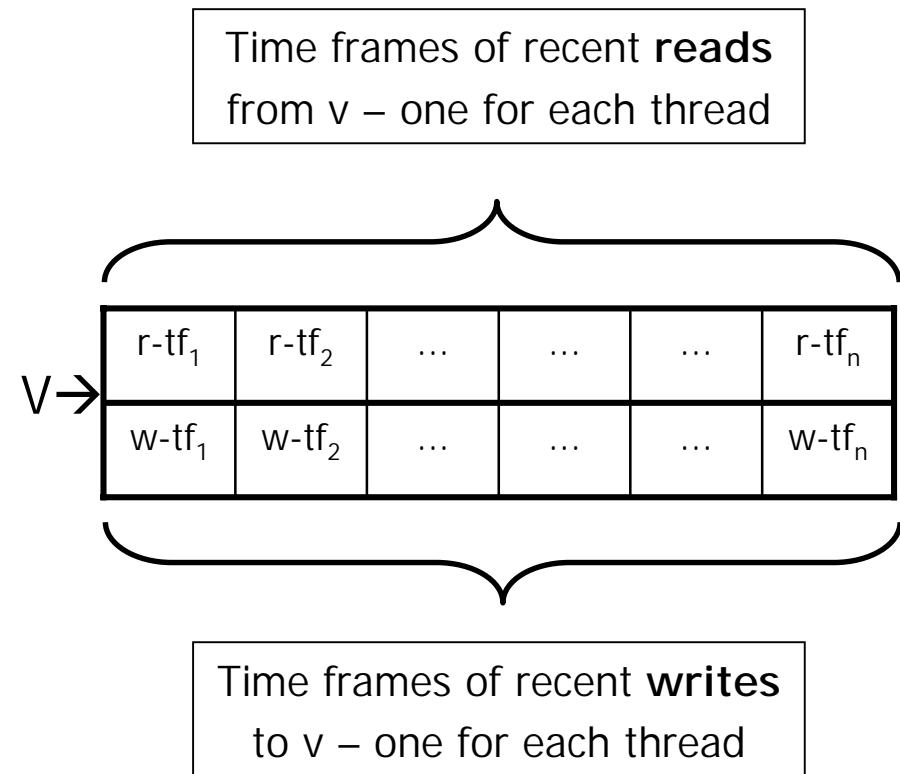 Time frames of recent reads
from v – one for each thread
r-tf₁ r-tf₂ ... ... ... r-tfₙ
V→
w-tf₁ w-tf₂ ... ... ... w-tfₙ
Time frames of recent writes
to v – one for each thread